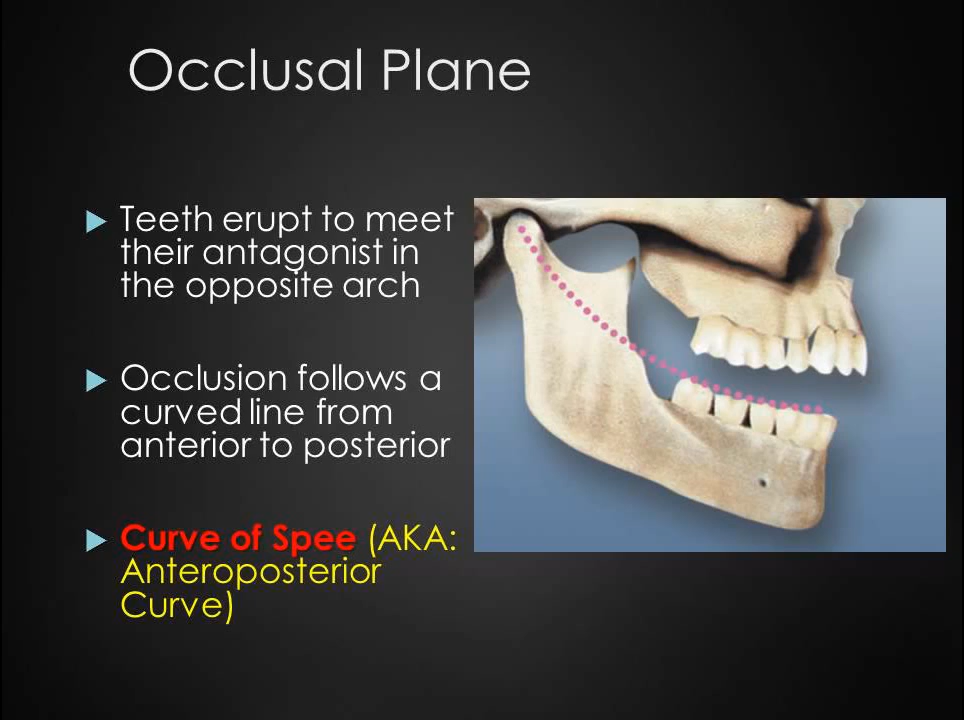 Occlusal Plane
Teeth erupt to meet
their antagonist in
the opposite arch
Occlusion follows a
curved line from
anterior to posterior
Curve of Spee (AKA:
Anteroposterior
Curve)